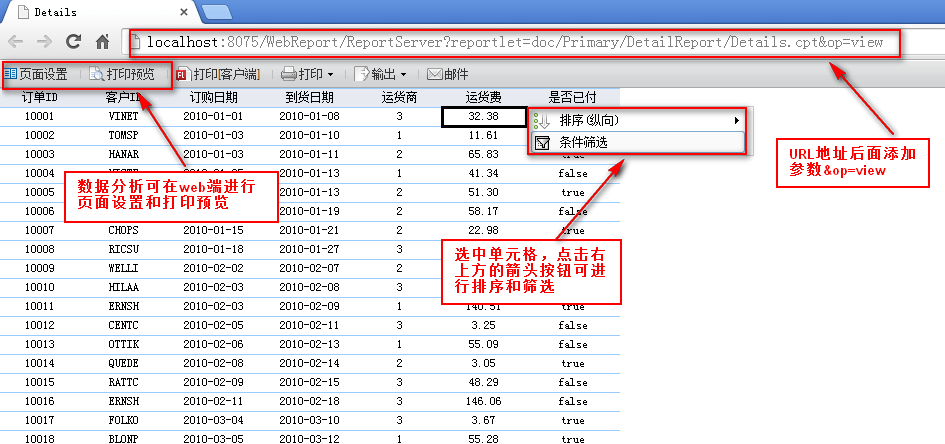 Details
localhost:8075/WebReport/ReportServer?reportlet=doc/Primary/DetailReport/Details.cpt&op=view
页面设置 打印预览 打印[客户端] 打印 输出 邮件
订单ID 客户ID 订购日期 到货日期 运货商 运货费 是否已付
10001 VINET 2010-01-01 2010-01-08 3 32.38
排序(纵向)
10002 TOMSP 2010-01-03 2010-01-10 1 11.61
条件筛选
10003 HANAR 2010-01-03 2010-01-11 2 65.83 true
URL地址后面添加
参数&op=view
10004 2010-01-13 1 41.34 false
数据分析可在web端进行
页面设置和打印预览
10005 2 51.30 true
10006 2010-01-19 2 58.17 false
10007 CHOPS 2010-01-15 2010-01-21 2 22.98 true
10008 RICSU 2010-01-18 2010-01-27 3
选中单元格，点击右
上方的箭头按钮可进
行排序和筛选
10009 WELLI 2010-02-02 2010-02-07 2
10010 HILAA 2010-02-03 2010-02-08 3
10011 ERNSH 2010-02-03 2010-02-09 1 140.51 true
10012 CENTC 2010-02-05 2010-02-11 3 3.25 false
10013 OTTIK 2010-02-06 2010-02-13 1 55.09 false
10014 QUEDE 2010-02-08 2010-02-14 2 3.05 true
10015 RATTC 2010-02-09 2010-02-15 3 48.29 false
10016 ERNSH 2010-02-11 2010-02-18 3 146.06 false
10017 FOLKO 2010-03-04 2010-03-10 3 3.67 true
10018 BLONP 2010-03-05 2010-03-12 1 55.28 true